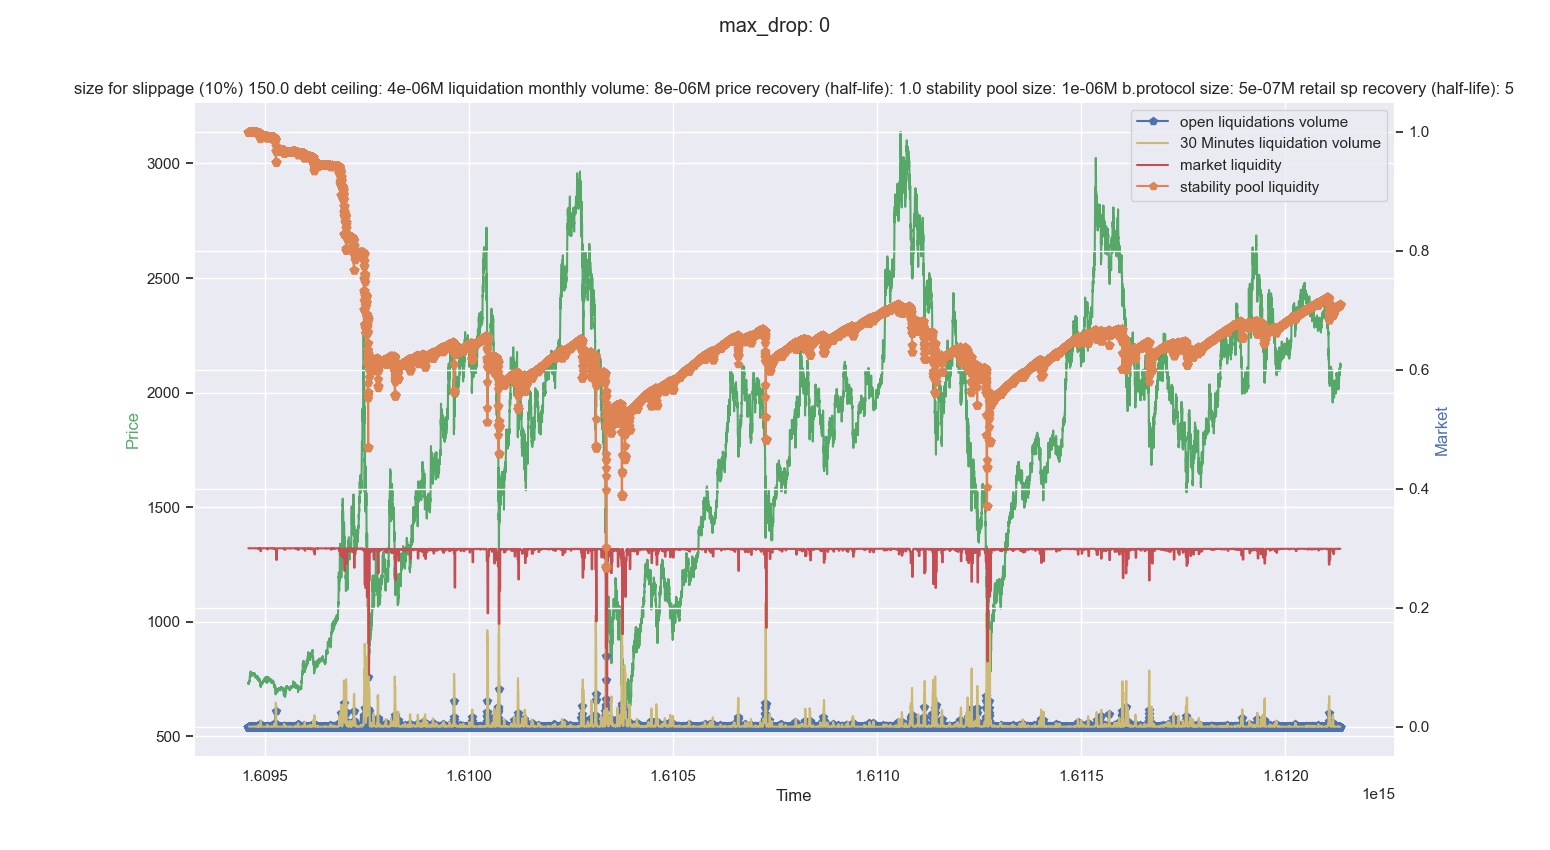 max_drop: 0
size for slippage (10%) 150.0 debt ceiling: 4e-06M liquidation monthly volume: 8e-06M price recovery (half-life): 1.0 stability pool size: 1e-06M b.protocol size: 5e-07M retail sp recovery (half-life): 5
open liquidations volume
30 Minutes liquidation volume
market liquidity
stability pool liquidity
3000
2500
2000
1500
1000
500
Price
1.0
0.8
0.6
0.4
0.2
0.0
Market
1.6095 1.6100 1.6105 1.6110 1.6115 1.6120
Time
1e15